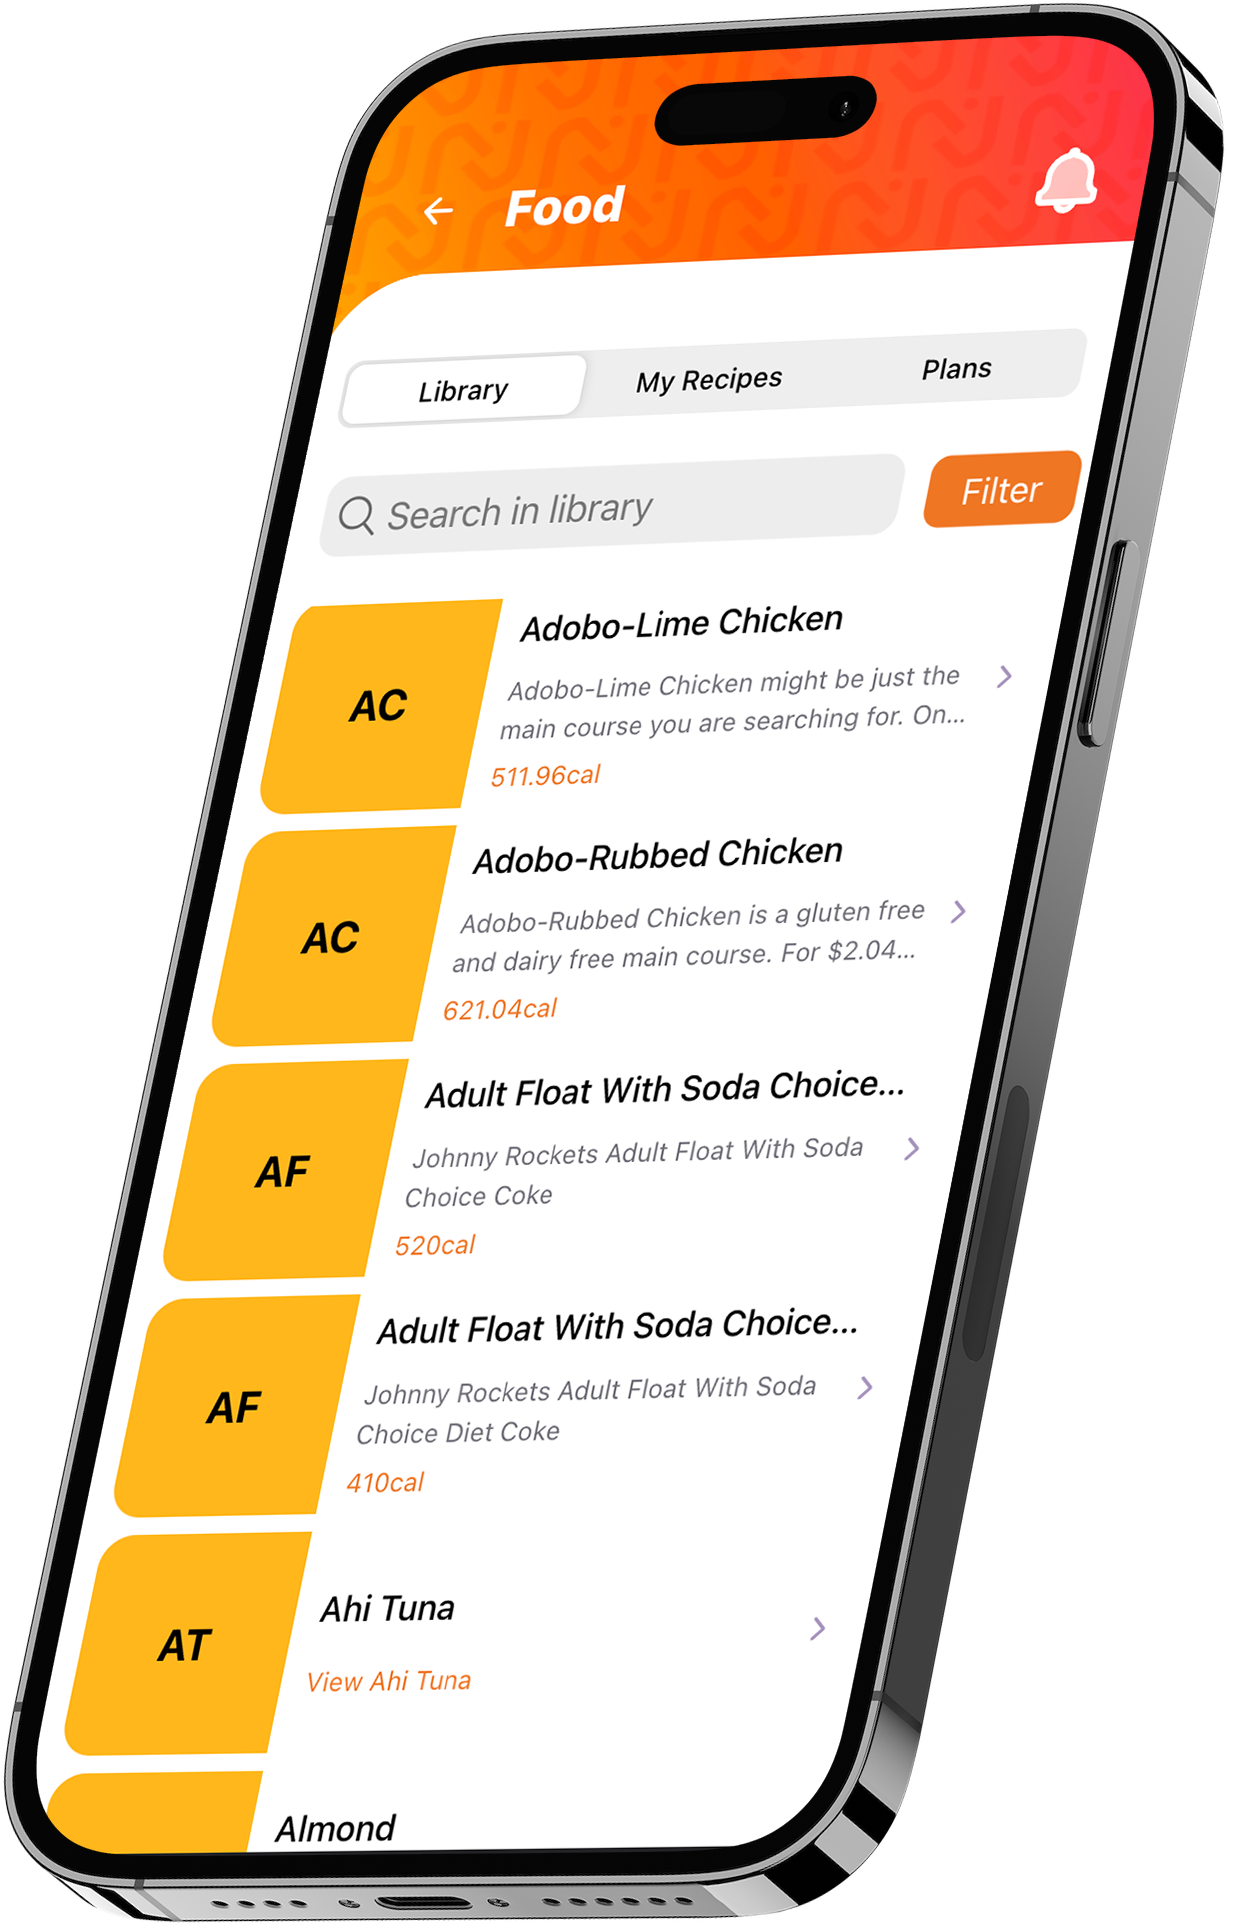 Food
Library
My Recipes
Plans
Search in library
Filter
AC
Adobo-Lime Chicken
Adobo-Lime Chicken might be just the
main course you are searching for. On...
511.96cal
AC
Adobo-Rubbed Chicken
Adobo-Rubbed Chicken is a gluten free
and dairy free main course. For $2.04...
621.04cal
AF
Adult Float With Soda Choice...
Johnny Rockets Adult Float With Soda
Choice Coke
520cal
AF
Adult Float With Soda Choice...
Johnny Rockets Adult Float With Soda
Choice Diet Coke
410cal
AT
Ahi Tuna
View Ahi Tuna
Almond